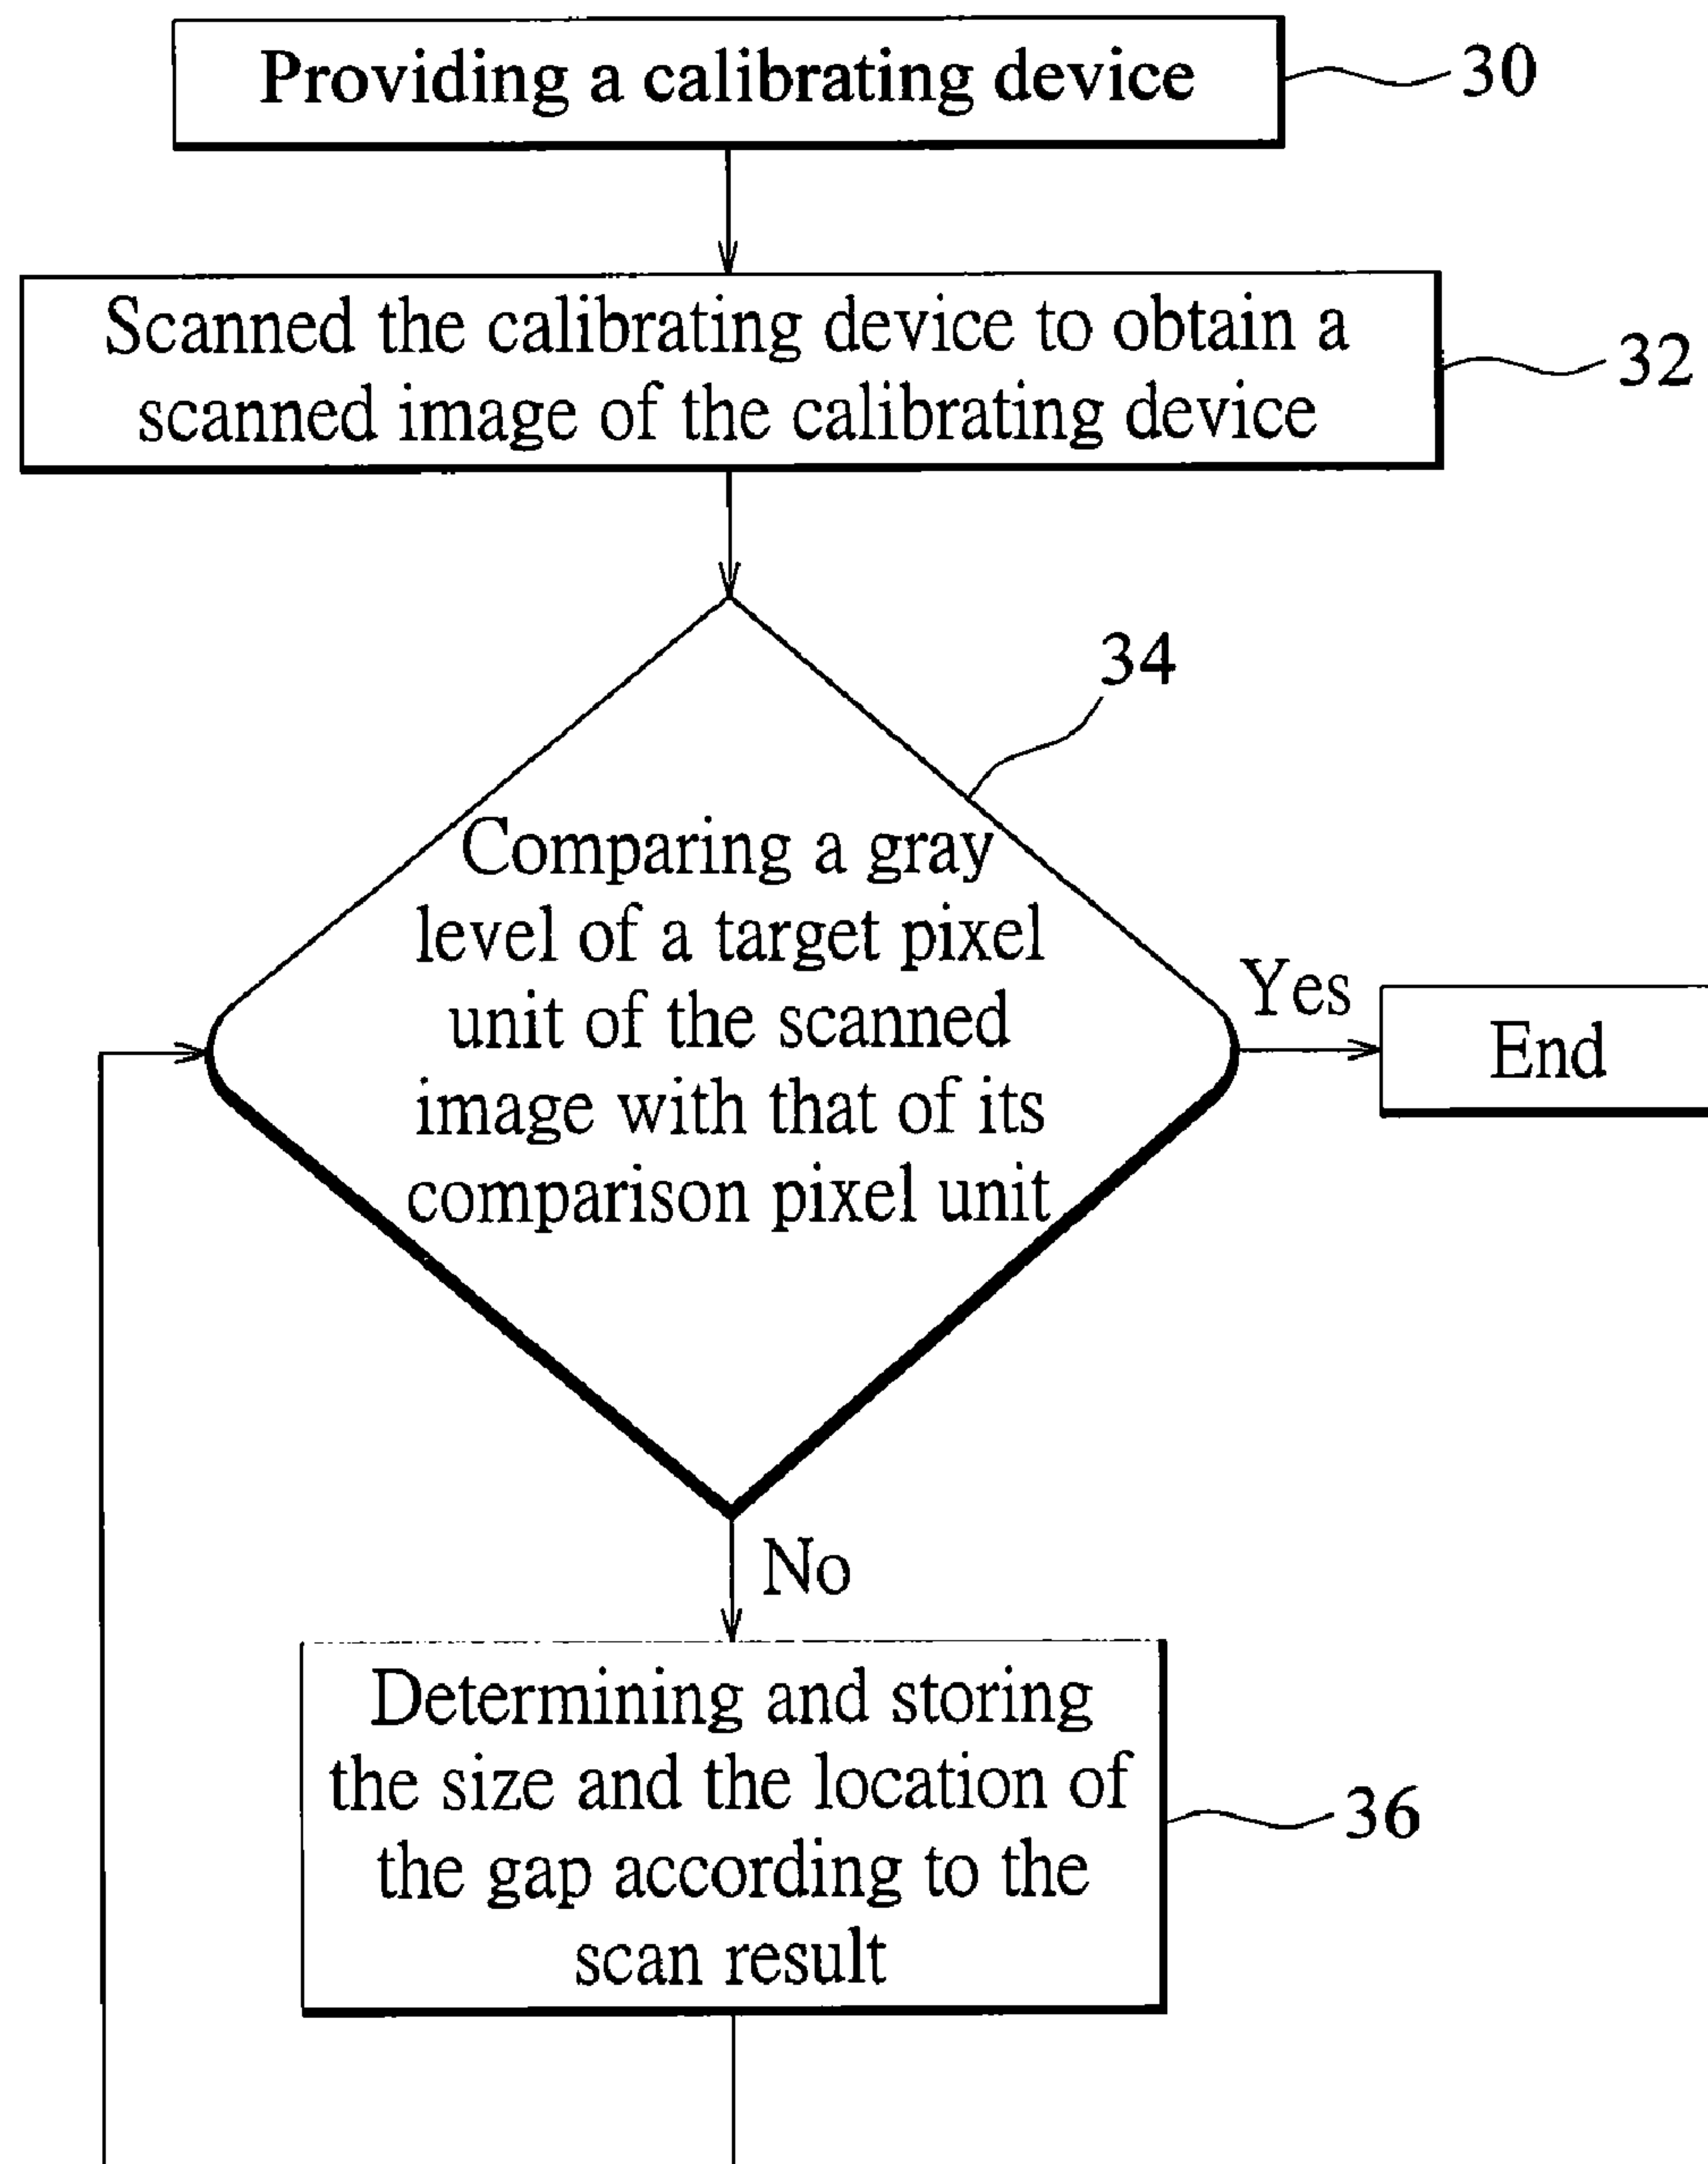 Providing a calibrating device
30
Scanned the calibrating device to obtain a
scanned image of the calibrating device
32
34
Comparing a gray
level of a target pixel
unit of the scanned
image with that of its
comparison pixel unit
Yes
End
No
Determining and storing
the size and the location of
the gap according to the
scan result
36